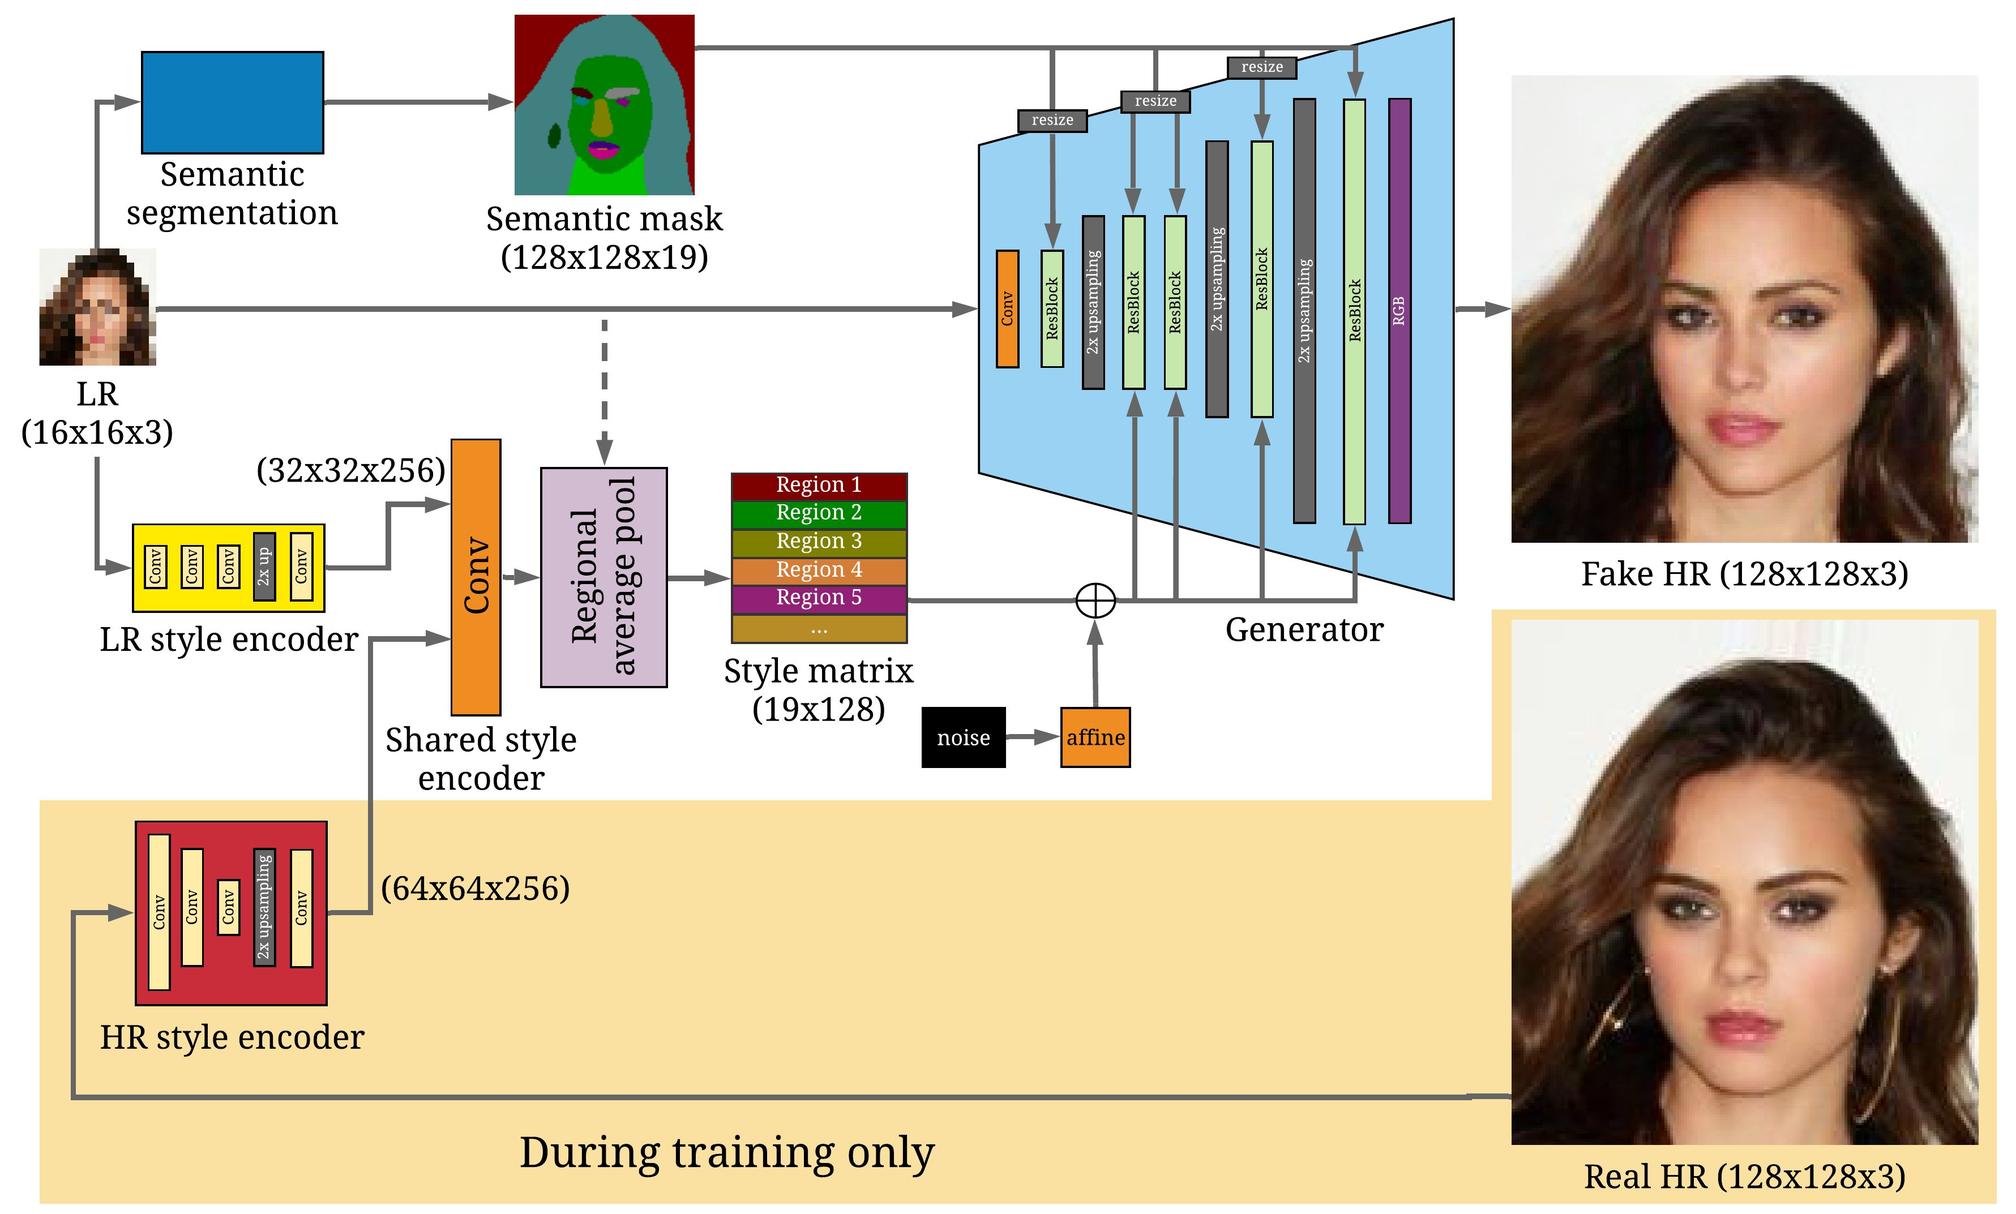 Semantic
segmentation
Semantic mask
(128x128x19)
resize
resize
resize
LR
(16x16x3)
Conv
ResBlock
2x upsampling
ResBlock
ResBlock
2x upsampling
ResBlock
2x upsampling
ResBlock
RGB
Generator
Fake HR (128x128x3)
(32x32x256)
Conv
Conv
Conv
2x up
Conv
LR style encoder
Conv
Shared style
encoder
Regional
average pool
Region 1
Region 2
Region 3
Region 4
Region 5
...
Style matrix
(19x128)
noise
affine
Conv
Conv
Conv
2x upsampling
Conv
(64x64x256)
HR style encoder
During training only
Real HR (128x128x3)